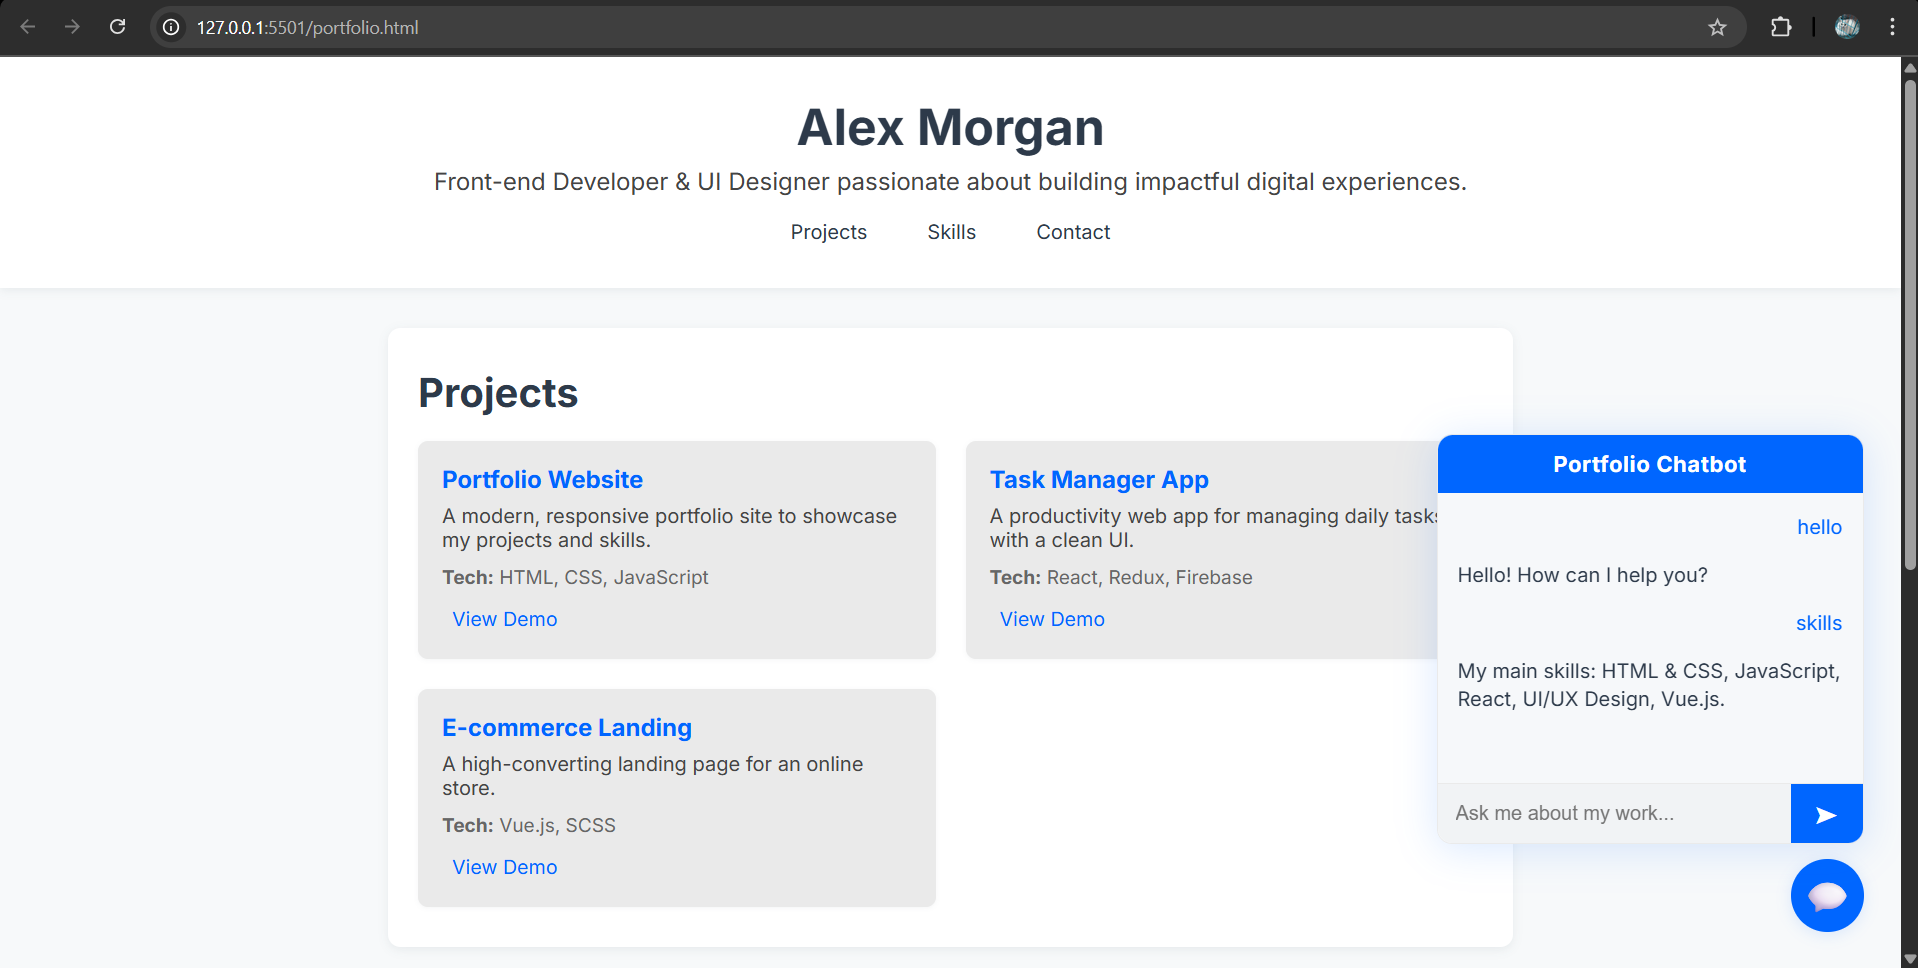 127.0.0.1:5501/portfolio.html
Alex Morgan
Front-end Developer & UI Designer passionate about building impactful digital experiences.
Projects
Skills
Contact
Projects
Portfolio Website
A modern, responsive portfolio site to showcase
my projects and skills.
Tech: HTML, CSS, JavaScript
View Demo
Task Manager App
A productivity web app for managing daily tasks
with a clean UI.
Tech: React, Redux, Firebase
View Demo
E-commerce Landing
A high-converting landing page for an online
store.
Tech: Vue.js, SCSS
View Demo
Portfolio Chatbot
hello
Hello! How can I help you?
skills
My main skills: HTML & CSS, JavaScript,
React, UI/UX Design, Vue.js.
Ask me about my work...